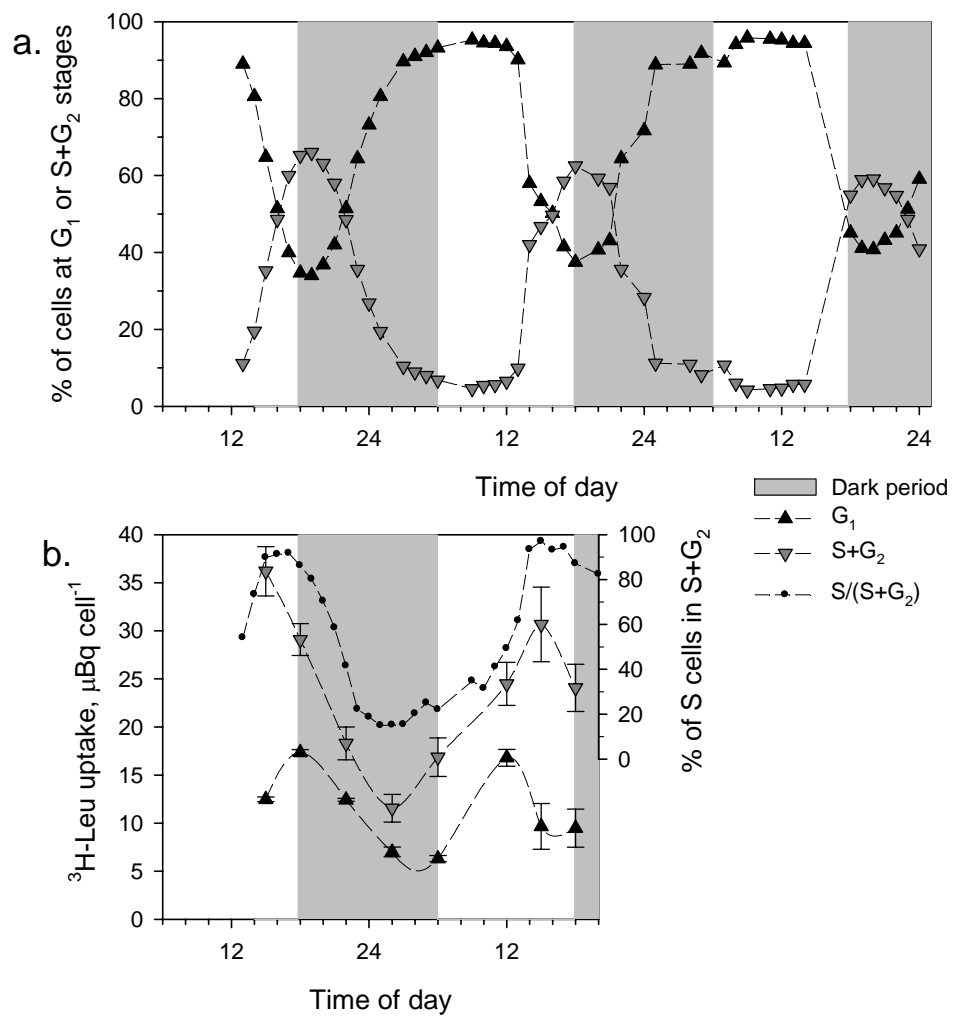 a.
% of cells at G₁ or S+G₂ stages
100
80
60
40
20
0
12 24 12 24 12 24
Time of day
Dark period
G₁
S+G₂
S/(S+G₂)
b.
³H-Leu uptake, μBq cell⁻¹
40
35
30
25
20
15
10
5
0
100
80
60
40
20
0
% of S cells in S+G₂
12 24 12
Time of day